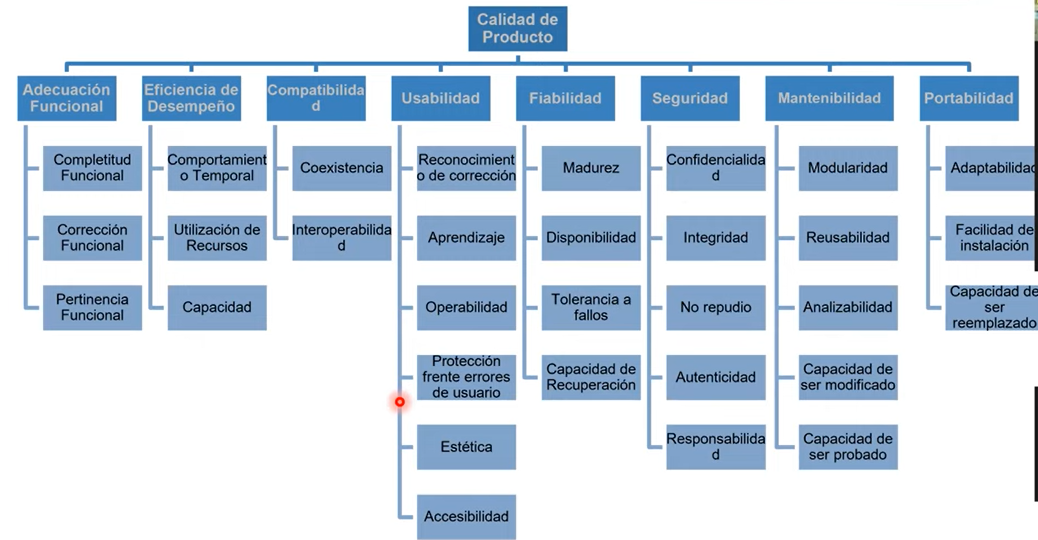 Calidad de
Producto
Adecuación
Funcional
Eficiencia de
Desempeño
Compatibilida
d
Usabilidad
Fiabilidad
Seguridad
Mantenibilidad
Portabilidad
Completitud
Funcional
Corrección
Funcional
Pertinencia
Funcional
Comportamient
o Temporal
Utilización de
Recursos
Capacidad
Coexistencia
Interoperabilida
d
Reconocimient
o de corrección
Aprendizaje
Operabilidad
Protección
frente errores
de usuario
Estética
Accesibilidad
Madurez
Disponibilidad
Tolerancia a
fallos
Capacidad de
Recuperación
Confidencialida
d
Integridad
No repudio
Autenticidad
Responsabilida
d
Modularidad
Reusabilidad
Analizabilidad
Capacidad de
ser modificado
Capacidad de
ser probado
Adaptabilidad
Facilidad de
instalación
Capacidad de
ser
reemplazado